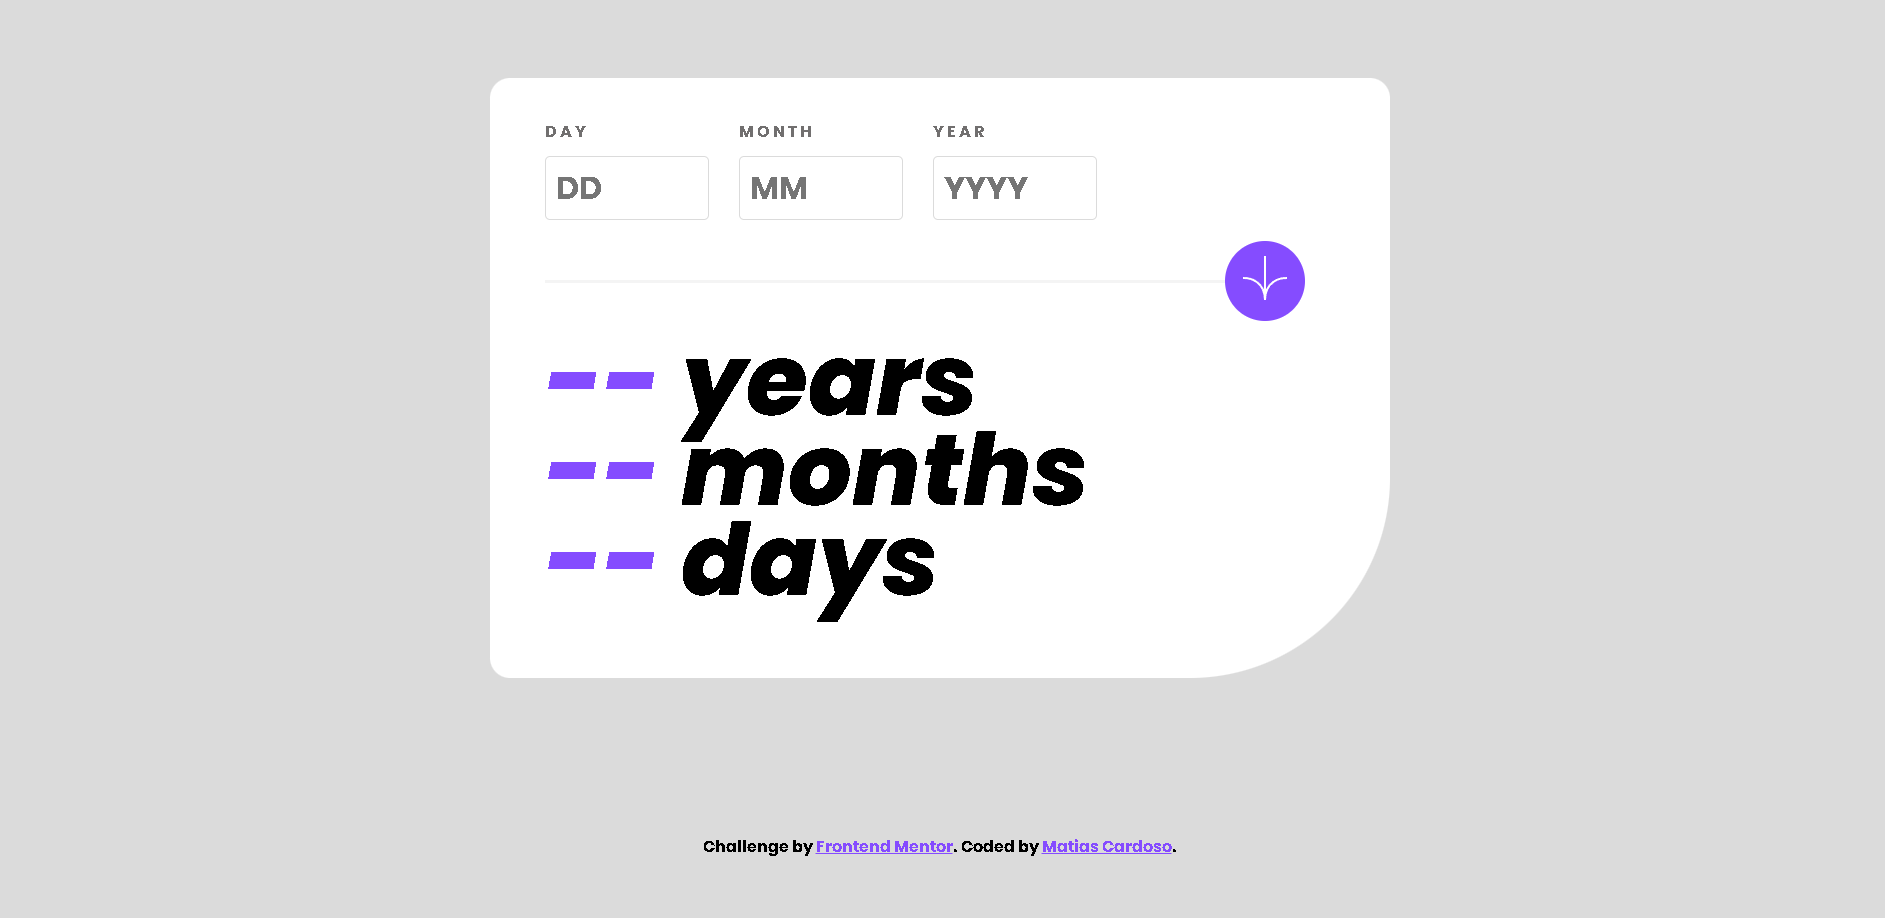 DAY MONTH YEAR
DD MM YYYY
-- years
-- months
-- days
Challenge by Frontend Mentor. Coded by Matias Cardoso.